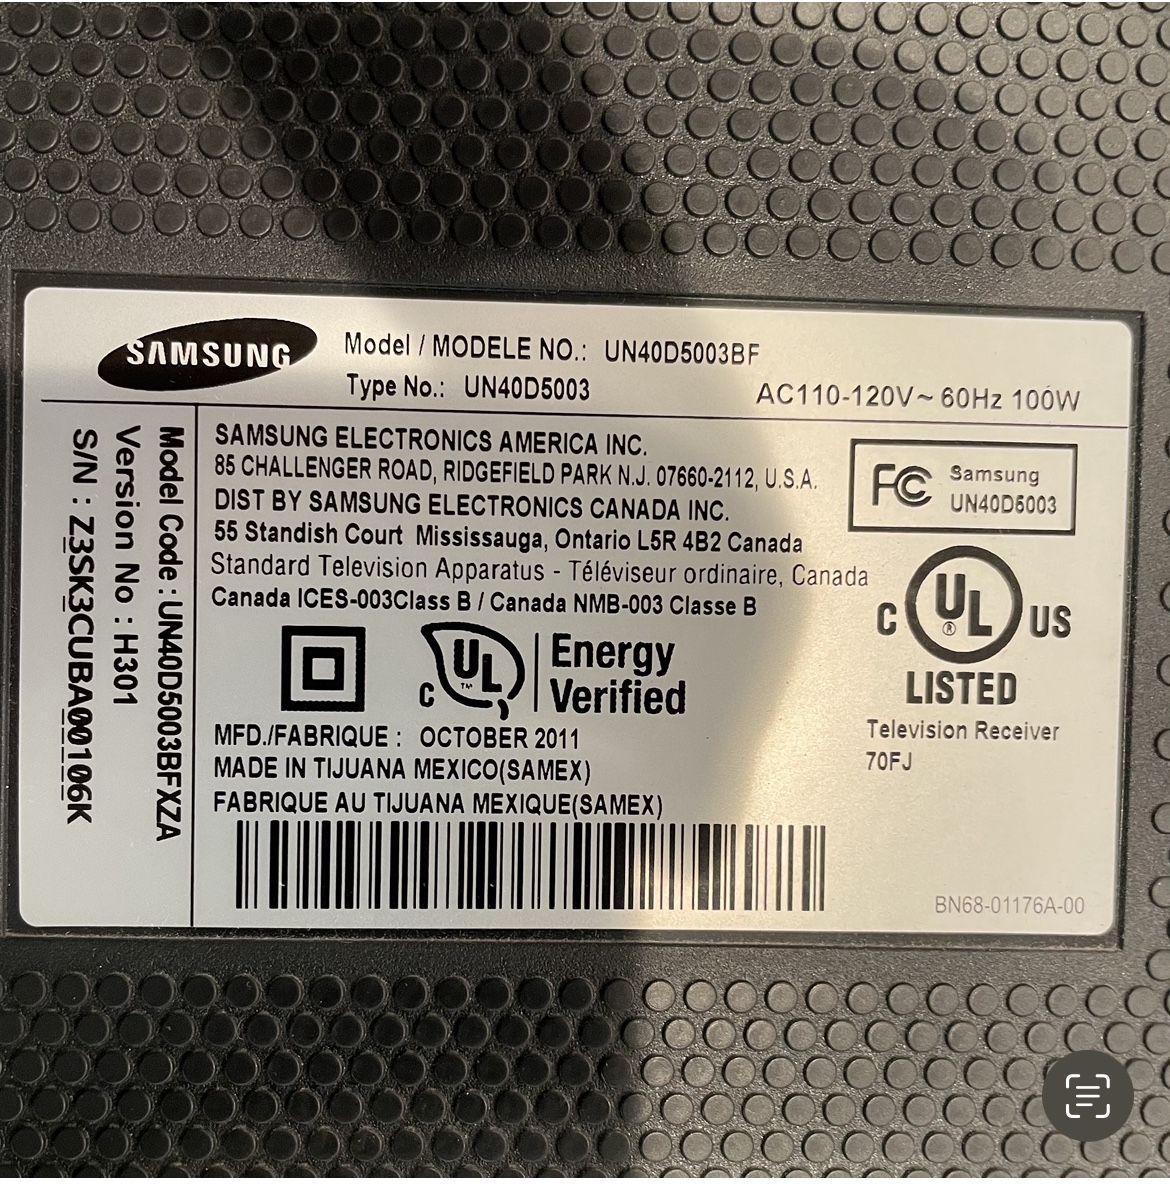 SAMSUNG
Model / MODELE NO.: UN40D5003BF
Type No.: UN40D5003
AC110-120V~ 60Hz 100W
Model Code : UN40D5003BFXZA
Version No : H301
S/N : Z3SK3CUBA00106K
SAMSUNG ELECTRONICS AMERICA INC.
85 CHALLENGER ROAD, RIDGEFIELD PARK N.J. 07660-2112, U.S.A.
DIST BY SAMSUNG ELECTRONICS CANADA INC.
55 Standish Court Mississauga, Ontario L5R 4B2 Canada
Standard Television Apparatus - Téléviseur ordinaire, Canada
Canada ICES-003Class B / Canada NMB-003 Classe B
FC Samsung
UN40D5003
C UL ® US
LISTED
Television Receiver
70FJ
C UL ™ Energy
Verified
MFD./FABRIQUE : OCTOBER 2011
MADE IN TIJUANA MEXICO(SAMEX)
FABRIQUE AU TIJUANA MEXIQUE(SAMEX)
BN68-01176A-00